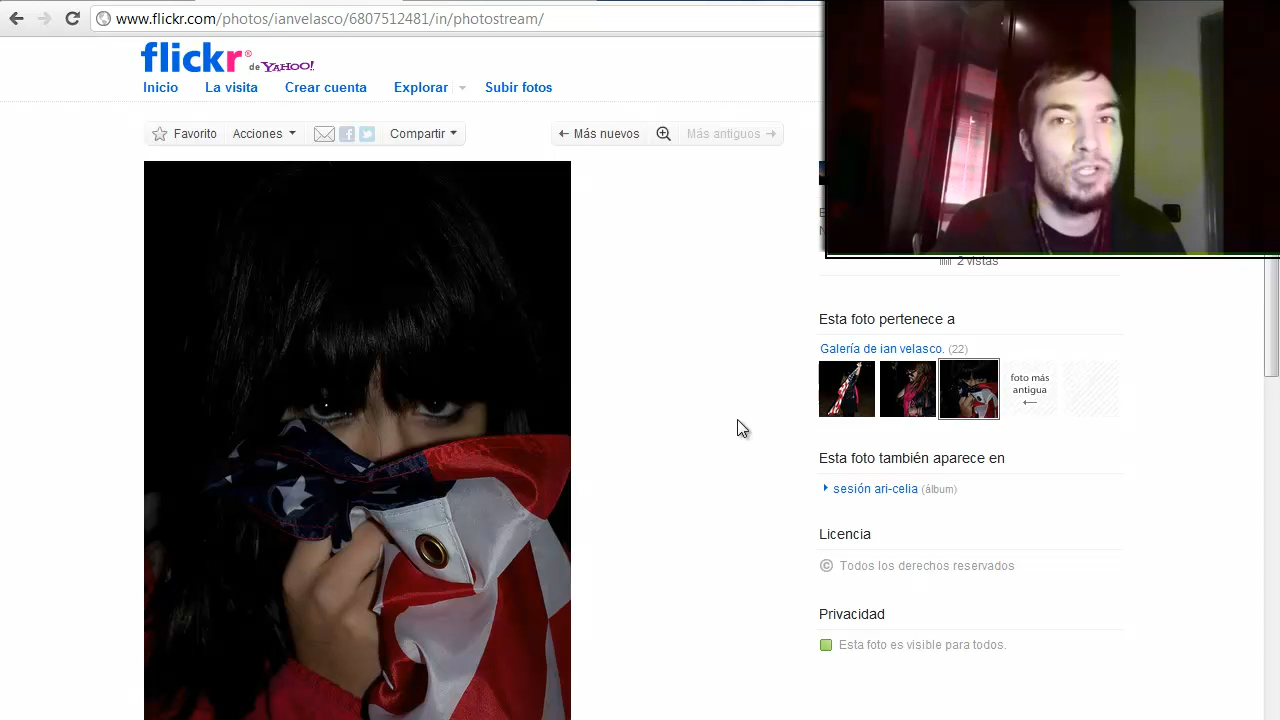 www.flickr.com/photos/ianvelasco/6807512481/in/photostream/
flickr® de YAHOO!
Inicio La visita Crear cuenta Explorar Subir fotos
Favorito Acciones Compartir Más nuevos Más antiguos
2 vistas
Esta foto pertenece a
Galería de ian velasco. (22)
foto más
antigua
Esta foto también aparece en
sesión ari-celia (álbum)
Licencia
© Todos los derechos reservados
Privacidad
Esta foto es visible para todos.